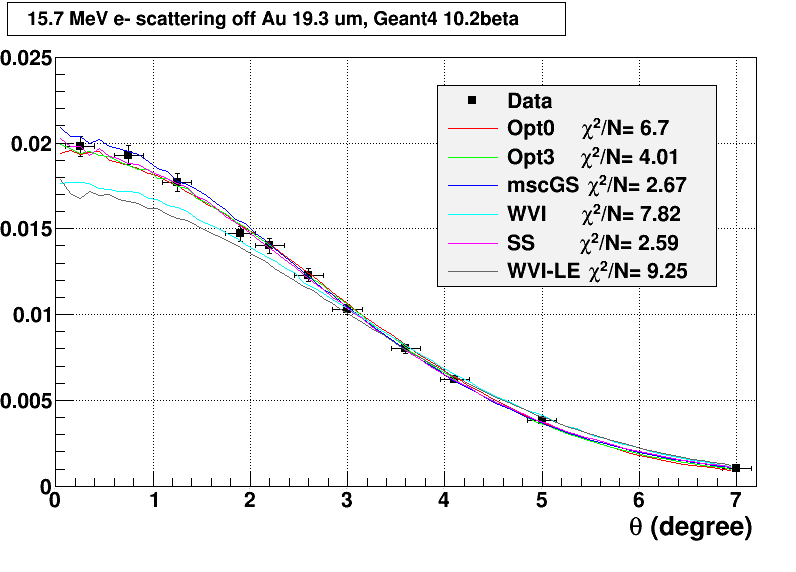 15.7 MeV e- scattering off Au 19.3 um, Geant4 10.2beta
0.025
0.02
0.015
0.01
0.005
0
Data
Opt0 χ²/N= 6.7
Opt3 χ²/N= 4.01
mscGS χ²/N= 2.67
WVI χ²/N= 7.82
SS χ²/N= 2.59
WVI-LE χ²/N= 9.25
0 1 2 3 4 5 6 7
θ (degree)